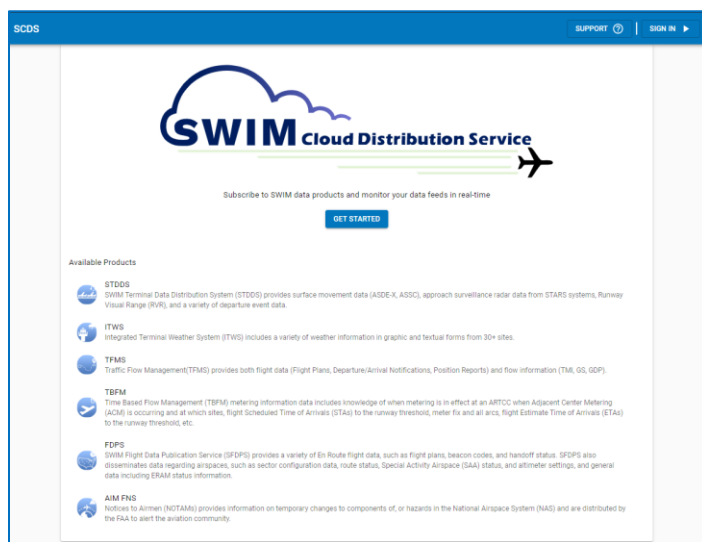 SCDS
SUPPORT
SIGN IN
SWIM Cloud Distribution Service
Subscribe to SWIM data products and monitor your data feeds in real-time
GET STARTED
Available Products
STDDS
SWIM Terminal Data Distribution System (STDDS) provides surface movement data (ASDE-X, ASSC), approach surveillance radar data from STARS systems, Runway
Visual Range (RVR), and a variety of departure event data.
ITWS
Integrated Terminal Weather System (ITWS) includes a variety of weather information in graphic and textual forms from 30+ sites.
TFMS
Traffic Flow Management(TFMS) provides both flight data (Flight Plans, Departure/Arrival Notifications, Position Reports) and flow information (TMI, GS, GDP).
TBFM
Time Based Flow Management (TBFM) metering information data includes knowledge of when metering is in effect at an ARTCC when Adjacent Center Metering
(ACM) is occurring and at which sites, flight Scheduled Time of Arrivals (STAs) to the runway threshold, meter fix and all arcs, flight Estimate Time of Arrivals (ETAs)
to the runway threshold, etc.
FDPS
SWIM Flight Data Publication Service (SFDPS) provides a variety of En Route flight data, such as flight plans, beacon codes, and handoff status. SFDPS also
disseminates data regarding airspaces, such as sector configuration data, route status, Special Activity Airspace (SAA) status, and altimeter settings, and general
data including ERAM status information.
AIM FNS
Notices to Airmen (NOTAMs) provides information on temporary changes to components of, or hazards in the National Airspace System (NAS) and are distributed by
the FAA to alert the aviation community.